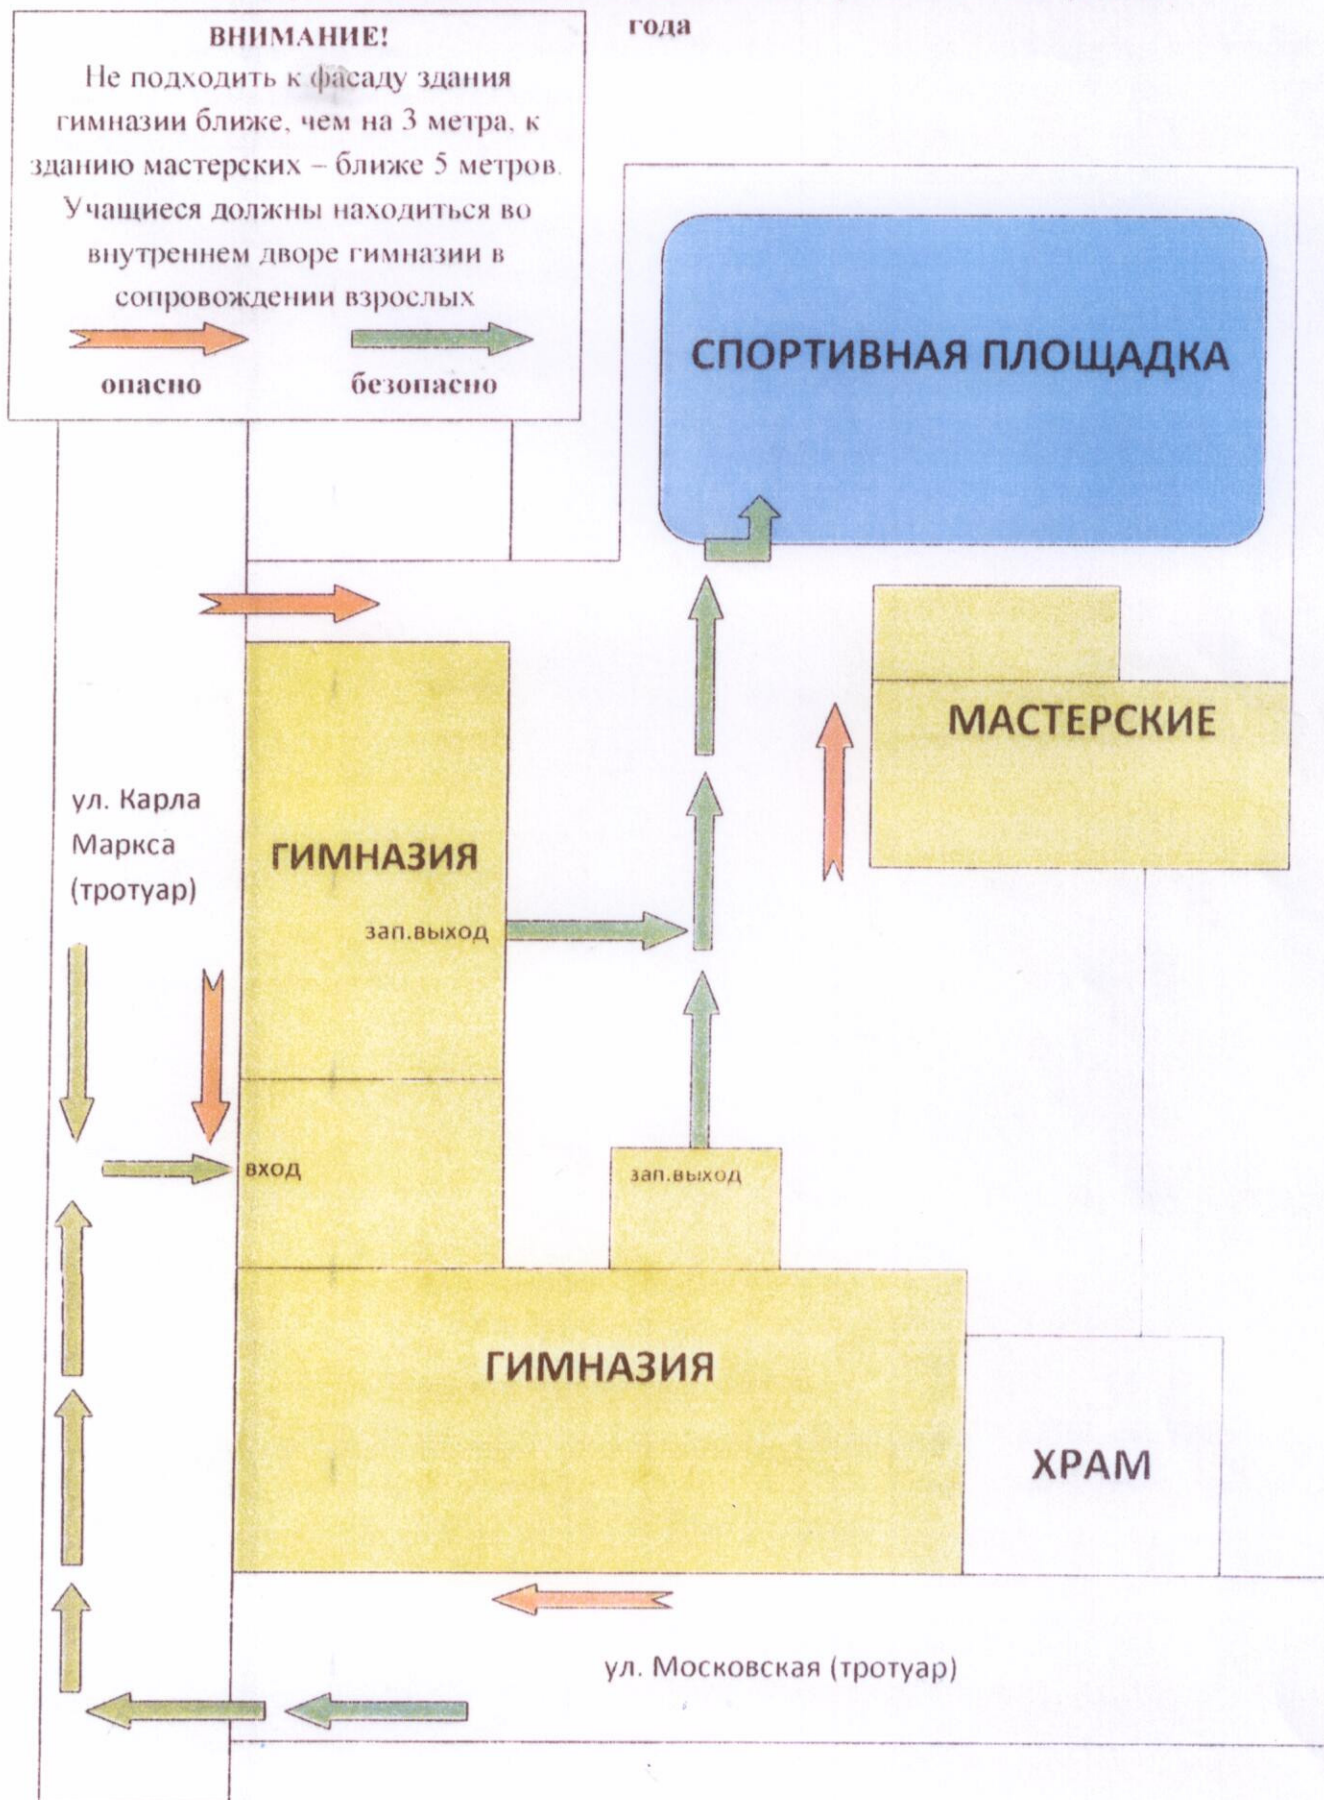 года
ВНИМАНИЕ!
Не подходить к фасаду здания
гимназии ближе, чем на 3 метра, к
зданию мастерских – ближе 5 метров.
Учащиеся должны находиться во
внутреннем дворе гимназии в
сопровождении взрослых
опасно
безопасно
СПОРТИВНАЯ ПЛОЩАДКА
МАСТЕРСКИЕ
ул. Карла
Маркса
(тротуар)
ГИМНАЗИЯ
зап.выход
вход
зап.выход
ГИМНАЗИЯ
ХРАМ
ул. Московская (тротуар)